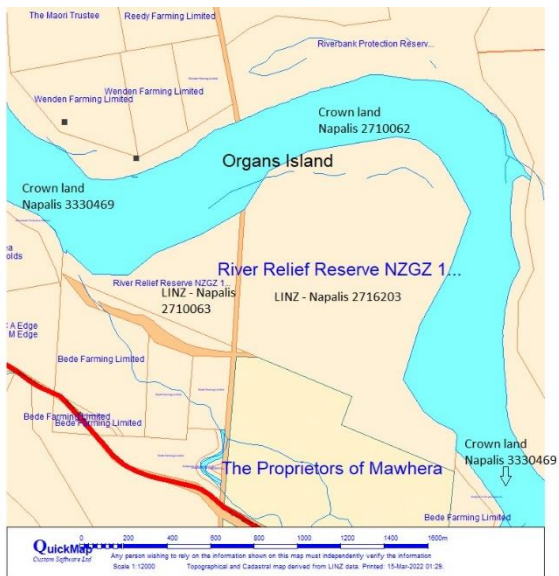 The Maori Trustee
Reedy Farming Limited
Riverbank Protection Reserv...
Wenden Farming Limited
Wenden Farming Limited
Crown land
Napalis 2710062
Organs Island
Crown land
Napalis 3330469
River Relief Reserve NZGZ 1...
River Relief Reserve NZGZ 1...
LINZ - Napalis
2710063
LINZ - Napalis 2716203
C A Edge
M Edge
Bede Farming Limited
Bede Farming Limited
Bede Farming Limited
Crown land
Napalis 3330469
The Proprietors of Mawhera
Bede Farming Limited
QuickMap
Custom Software Ltd
0 200 400 600 800 1000 1200 1400 1600m
Any person wishing to rely on the information shown on this map must independently verify the information
Scale 1:12000 Topographical and Cadastral map derived from LINZ data. Printed: 15-Mar-2022 01:29.